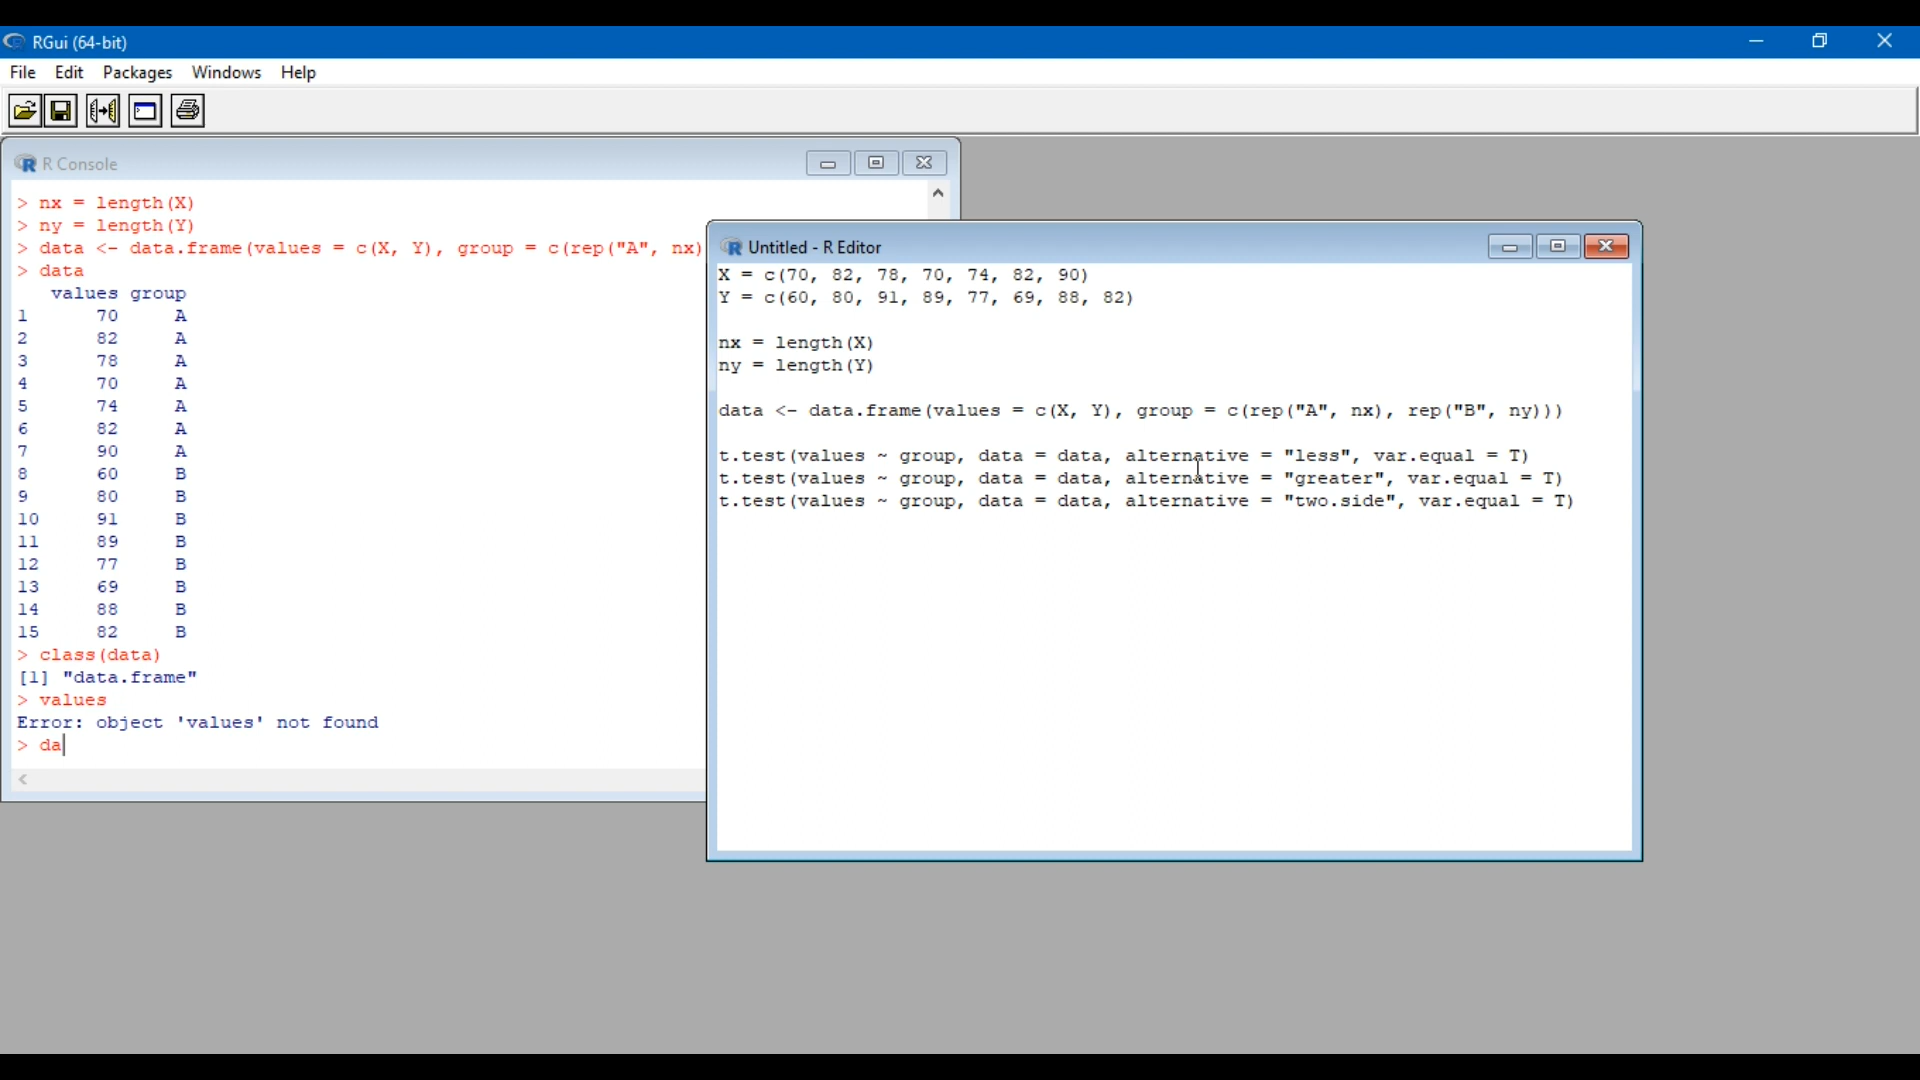 RGui (64-bit)
File Edit Packages Windows Help
R Console
> nx = length(X)
> ny = length(Y)
> data <- data.frame(values = c(X, Y), group = c(rep("A", nx)
> data
values group
1 70 A
2 82 A
3 78 A
4 70 A
5 74 A
6 82 A
7 90 A
8 60 B
9 80 B
10 91 B
11 89 B
12 77 B
13 69 B
14 88 B
15 82 B
> class(data)
[1] "data.frame"
> values
Error: object 'values' not found
> da
Untitled - R Editor
X = c(70, 82, 78, 70, 74, 82, 90)
Y = c(60, 80, 91, 89, 77, 69, 88, 82)
nx = length(X)
ny = length(Y)
data <- data.frame(values = c(X, Y), group = c(rep("A", nx), rep("B", ny)))
t.test(values ~ group, data = data, alternative = "less", var.equal = T)
t.test(values ~ group, data = data, alternative = "greater", var.equal = T)
t.test(values ~ group, data = data, alternative = "two.side", var.equal = T)